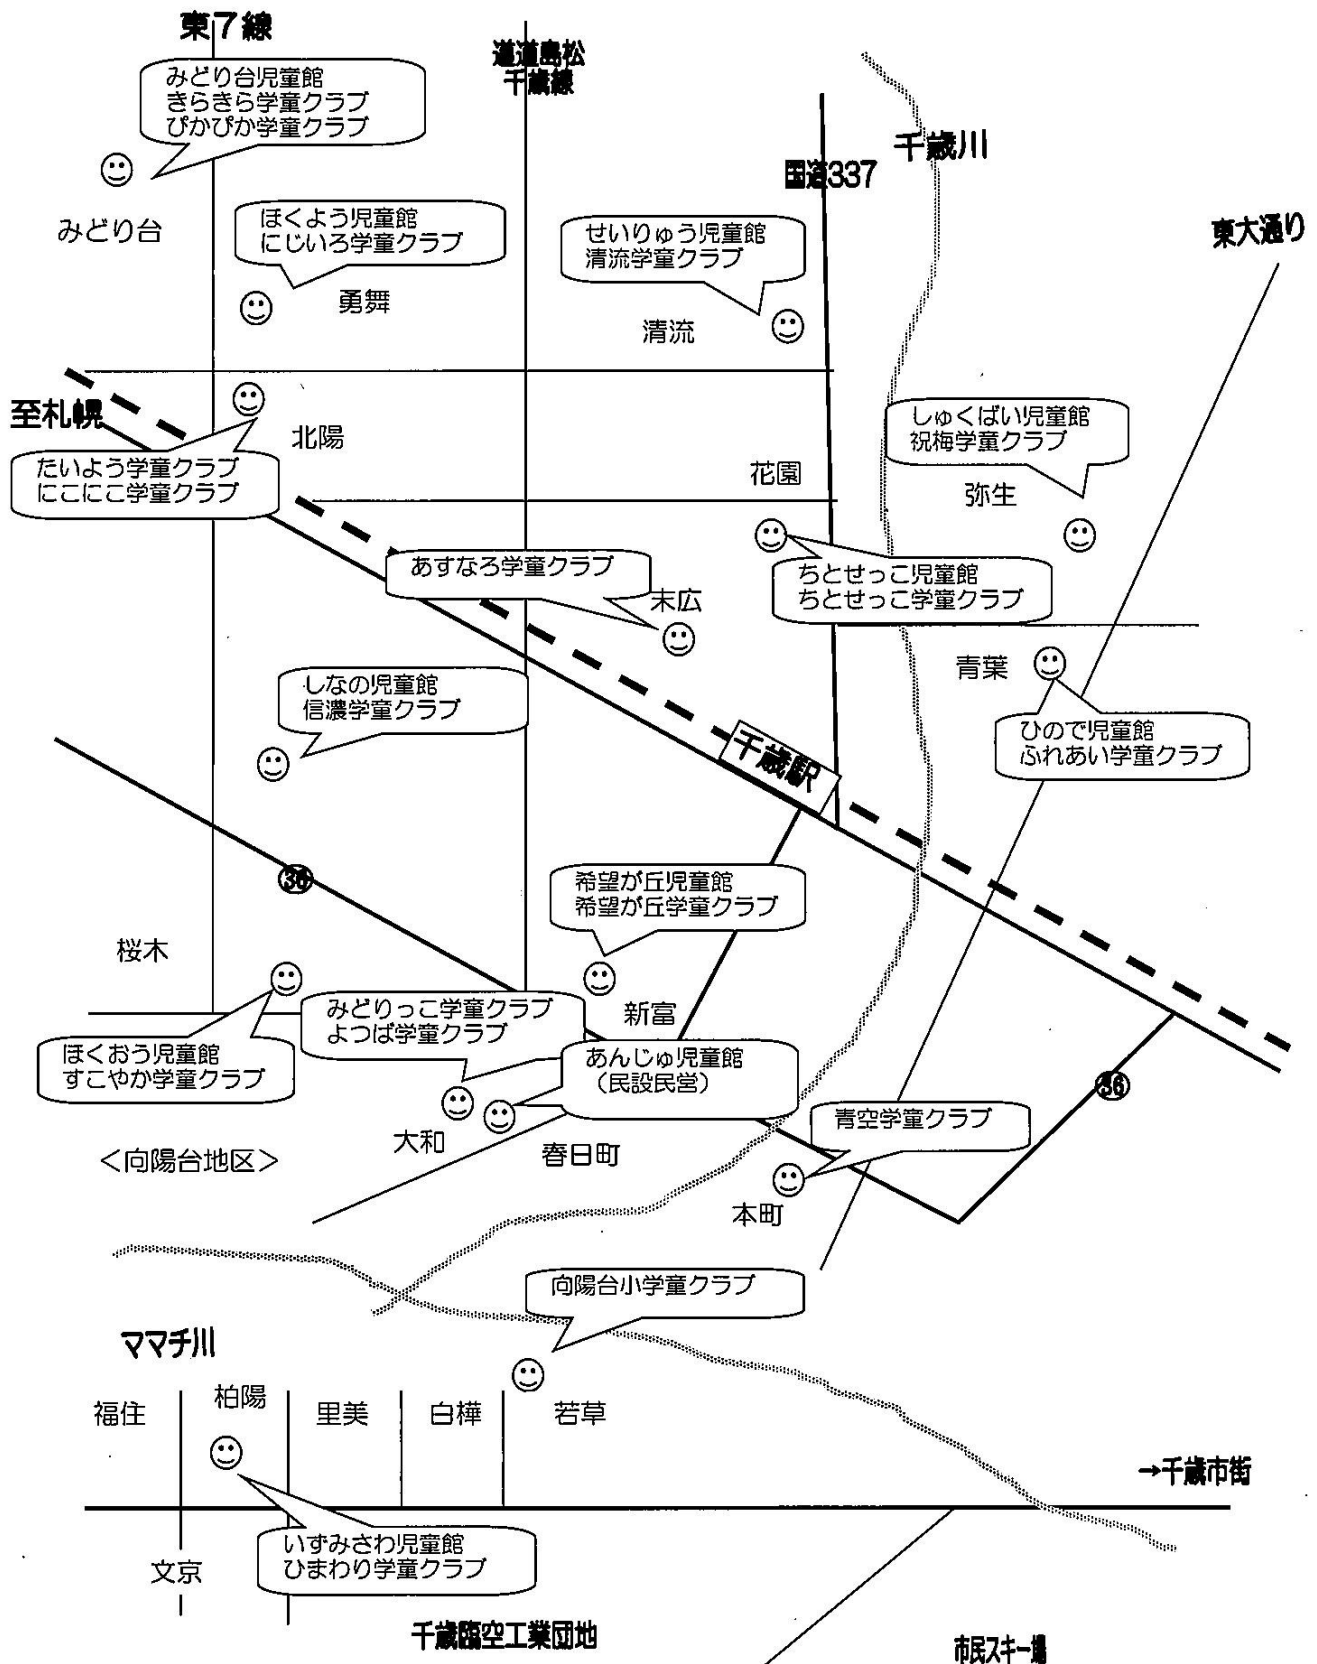 東7線
道道島松
千歳線
みどり台児童館
きらきら学童クラブ
ぴかぴか学童クラブ
千歳川
国道337
みどり台
ほくよう児童館
にじいろ学童クラブ
せいりゅう児童館
清流学童クラブ
東大通り
勇舞
清流
至札幌
北陽
しゅくばい児童館
祝梅学童クラブ
たいよう学童クラブ
にこにこ学童クラブ
花園
弥生
あすなろ学童クラブ
末広
ちとせっこ児童館
ちとせっこ学童クラブ
青葉
しなの児童館
信濃学童クラブ
ひので児童館
ふれあい学童クラブ
千歳駅
36
希望が丘児童館
希望が丘学童クラブ
桜木
みどりっこ学童クラブ
よつば学童クラブ
新富
ほくおう児童館
すこやか学童クラブ
あんじゅ児童館
（民設民営）
36
青空学童クラブ
大和
春日町
<向陽台地区>
本町
向陽台小学童クラブ
ママチ川
福住
柏陽
里美
白樺
若草
→千歳市街
いずみさわ児童館
ひまわり学童クラブ
文京
千歳臨空工業団地
市民スキー場